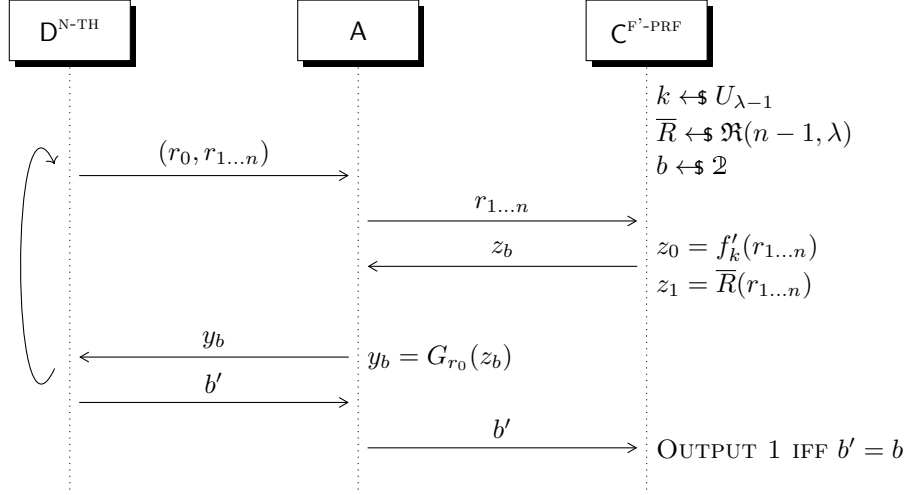 D^{N-TH} A C^{F'-PRF}
k ←$ U_{λ−1}
R̅ ←$ ℜ(n − 1, λ)
b ←$ 𝟚
(r_0, r_{1...n})
r_{1...n}
z_b
z_0 = f'_k(r_{1...n})
z_1 = R̅(r_{1...n})
y_b
y_b = G_{r_0}(z_b)
b'
b'
OUTPUT 1 IFF b' = b